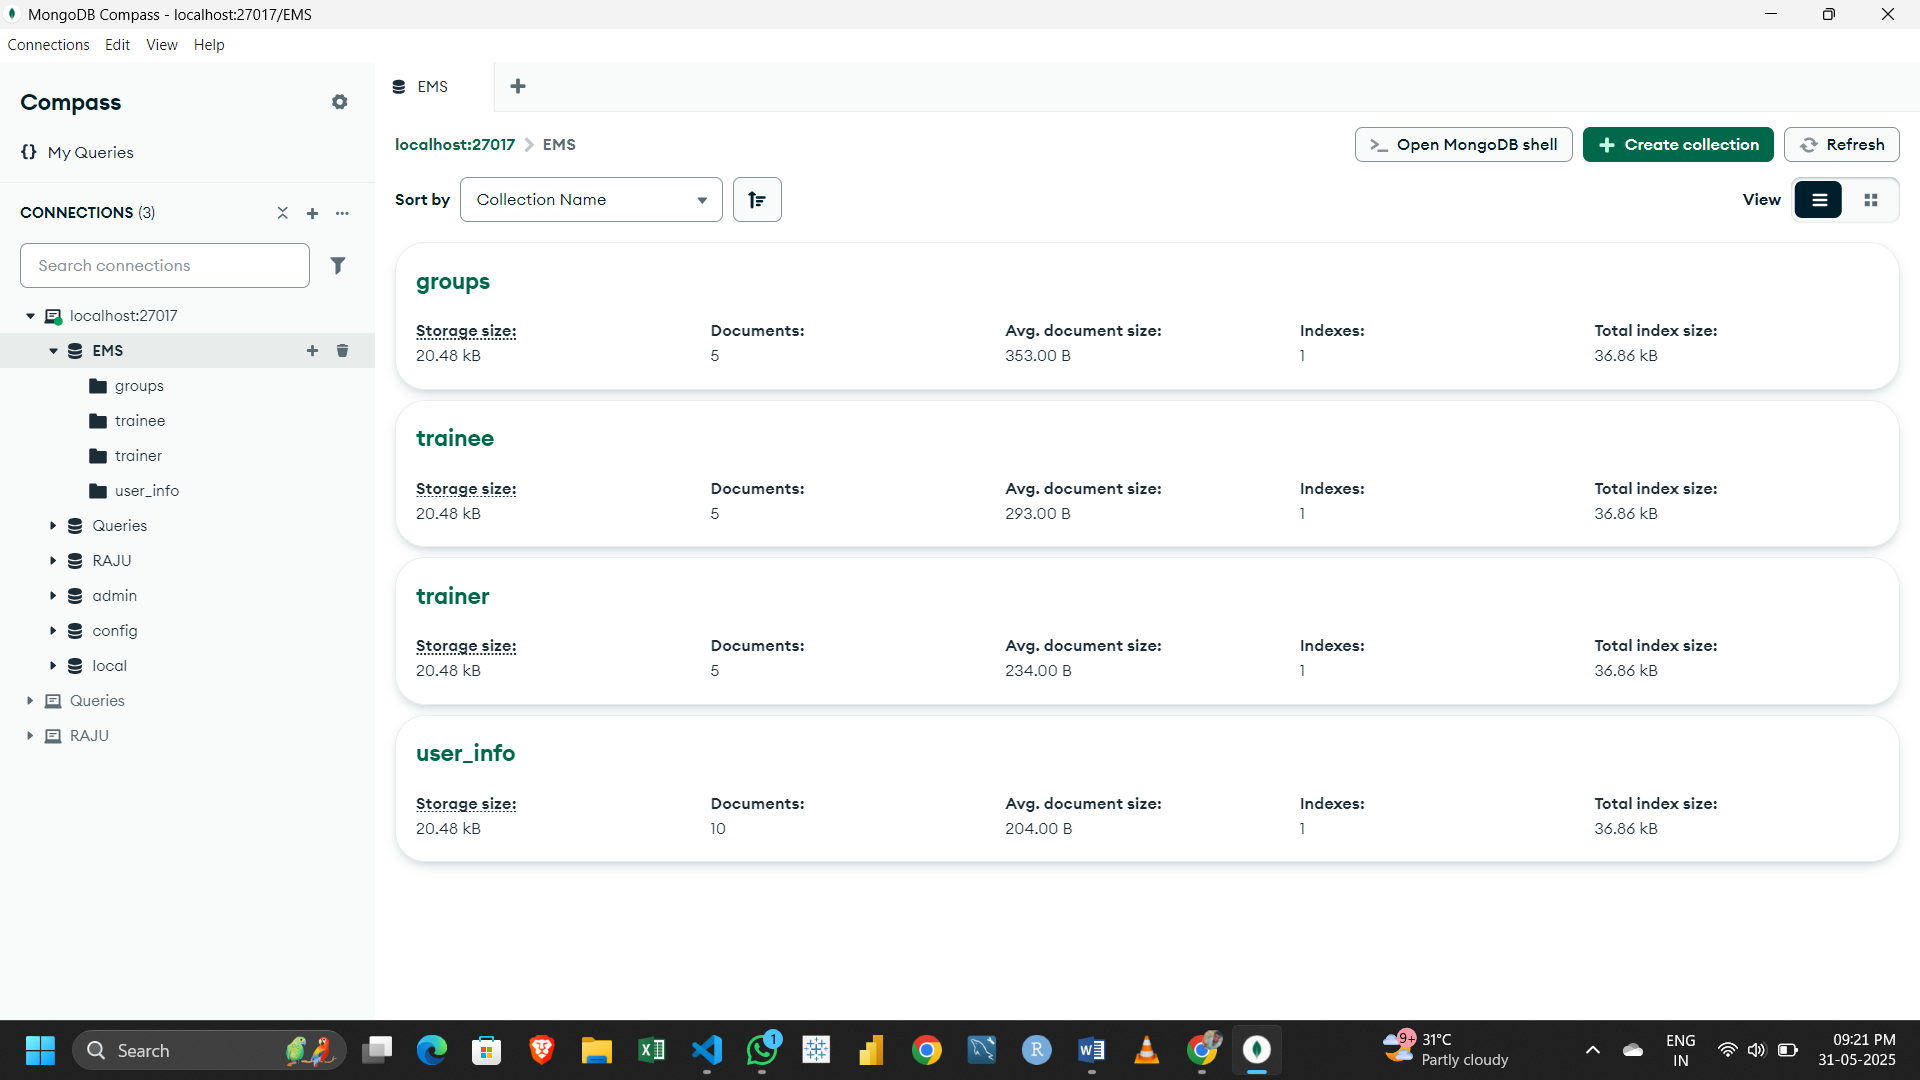 MongoDB Compass - localhost:27017/EMS
Connections Edit View Help
Compass
{} My Queries
CONNECTIONS (3)
Search connections
localhost:27017
EMS
groups
trainee
trainer
user_info
Queries
RAJU
admin
config
local
Queries
RAJU
EMS
localhost:27017 > EMS
>_ Open MongoDB shell
+ Create collection
Refresh
Sort by Collection Name
View
groups
Storage size: Documents: Avg. document size: Indexes: Total index size:
20.48 kB 5 353.00 B 1 36.86 kB
trainee
Storage size: Documents: Avg. document size: Indexes: Total index size:
20.48 kB 5 293.00 B 1 36.86 kB
trainer
Storage size: Documents: Avg. document size: Indexes: Total index size:
20.48 kB 5 234.00 B 1 36.86 kB
user_info
Storage size: Documents: Avg. document size: Indexes: Total index size:
20.48 kB 10 204.00 B 1 36.86 kB
Search
1
R
9+
31°C
Partly cloudy
ENG
IN
09:21 PM
31-05-2025